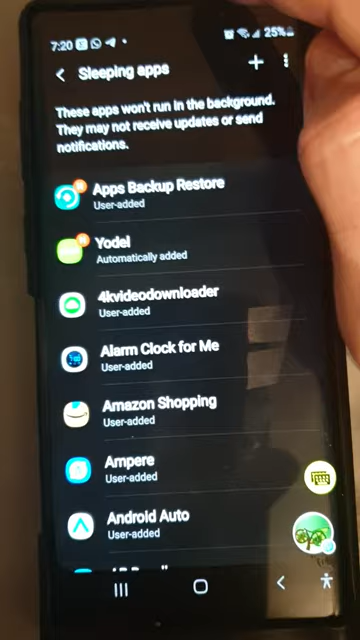 7:20
25%
Sleeping apps
These apps won't run in the background.
They may not receive updates or send
notifications.
Apps Backup Restore
User-added
Yodel
Automatically added
4kvideodownloader
User-added
Alarm Clock for Me
User-added
Amazon Shopping
User-added
Ampere
User-added
Android Auto
User-added